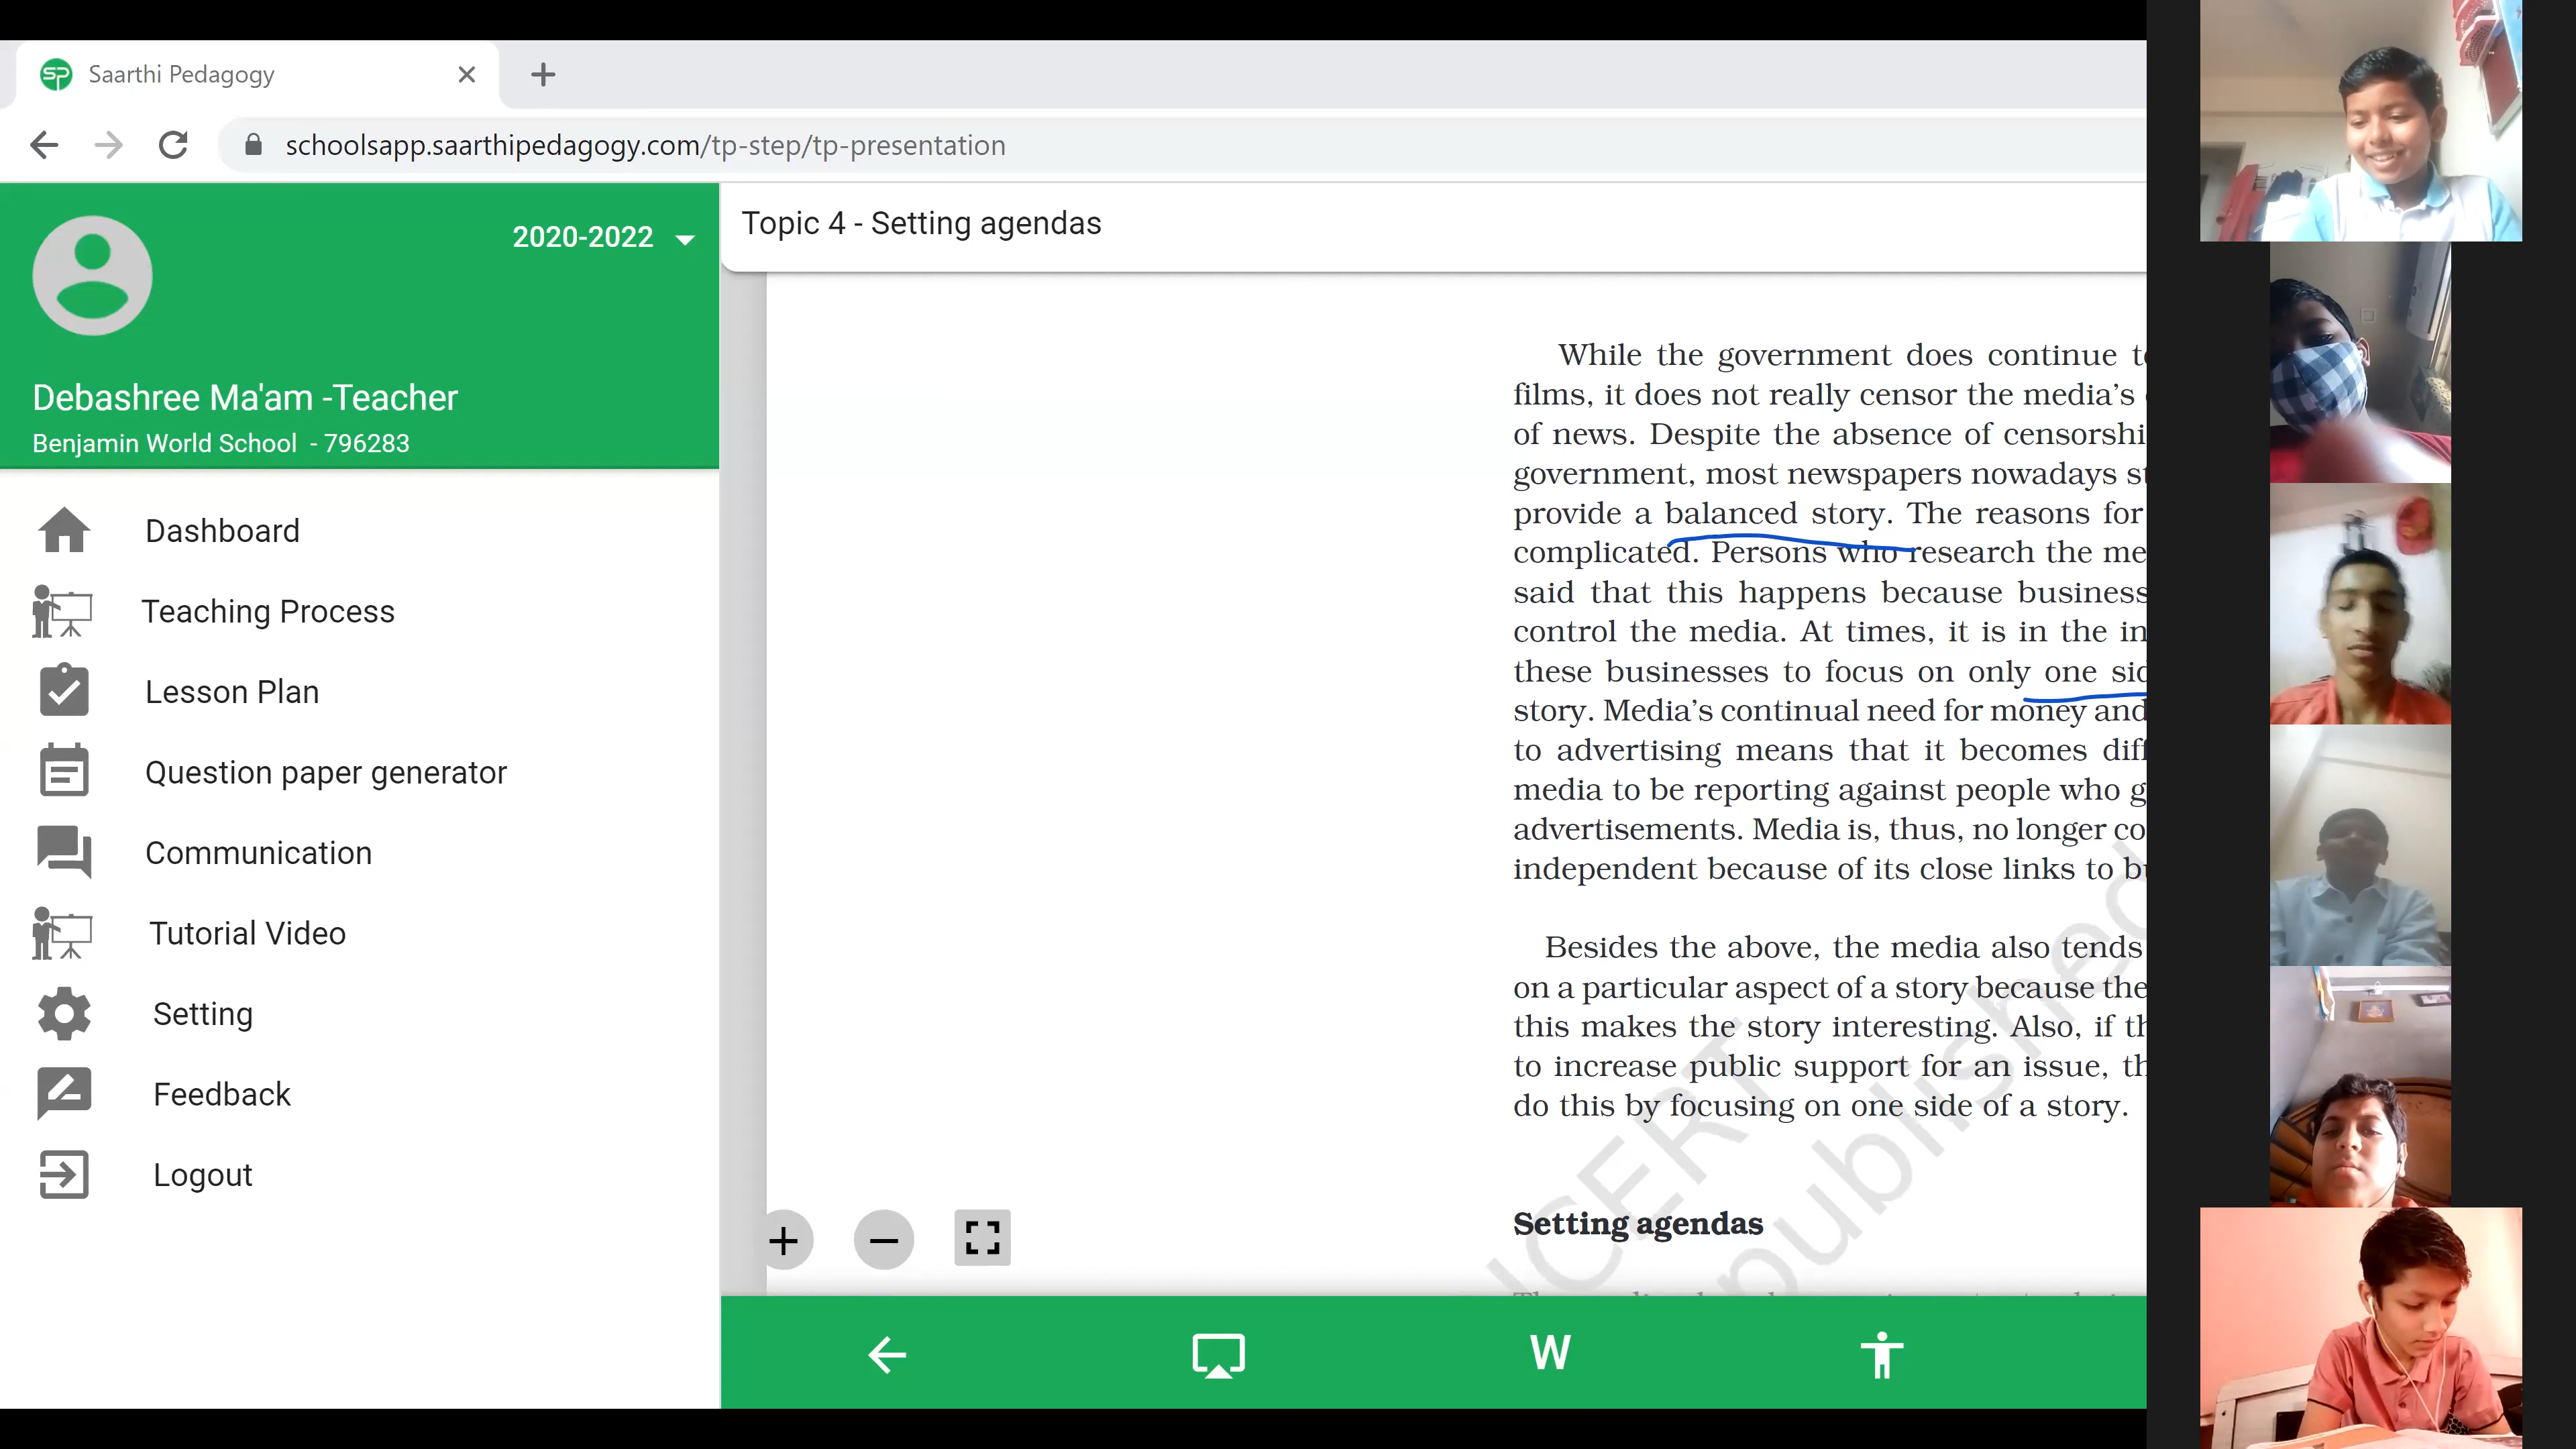 Saarthi Pedagogy
schoolsapp.saarthipedagogy.com/tp-step/tp-presentation
2020-2022
Debashree Ma'am -Teacher
Benjamin World School - 796283
Dashboard
Teaching Process
Lesson Plan
Question paper generator
Communication
Tutorial Video
Setting
Feedback
Logout
Topic 4 - Setting agendas
While the government does continue
films, it does not really censor the media's
of news. Despite the absence of
government, most newspapers nowadays
provide a balanced story. The reasons for
complicated. Persons who research the
said that this happens because
control the media. At times, it is in the
these businesses to focus on only one
story. Media's continual need for money and
to advertising means that it becomes
media to be reporting against people who
advertisements. Media is, thus, no longer
independent because of its close links to
Besides the above, the media also tends
on a particular aspect of a story because
this makes the story interesting. Also, if
to increase public support for an issue,
do this by focusing on one side of a story.
Setting agendas
W